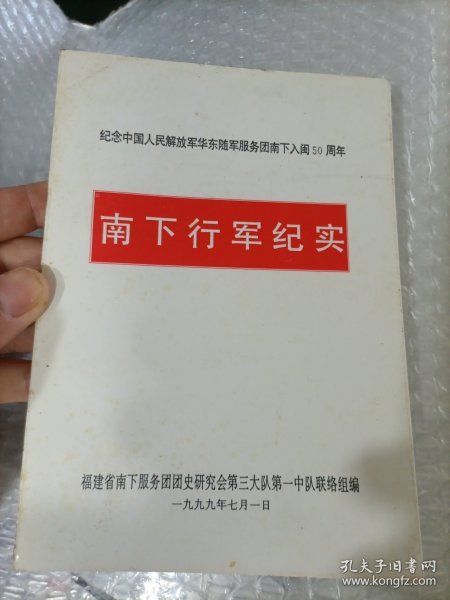 纪念中国人民解放军华东随军服务团南下入闽50周年
南下行军纪实
福建省南下服务团团史研究会第三大队第一中队联络组编
一九九九年七月一日
孔夫子旧书网
www.kongfz.com